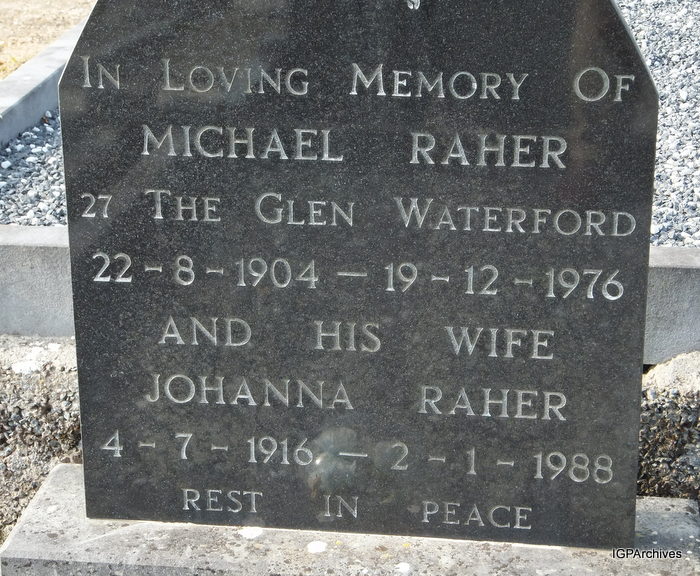 In Loving Memory Of
MICHAEL RAHER
27 The Glen Waterford
22-8-1904 — 19-12-1976
AND HIS WIFE
JOHANNA RAHER
4-7-1916 — 2-1-1988
REST IN PEACE
IGPArchives